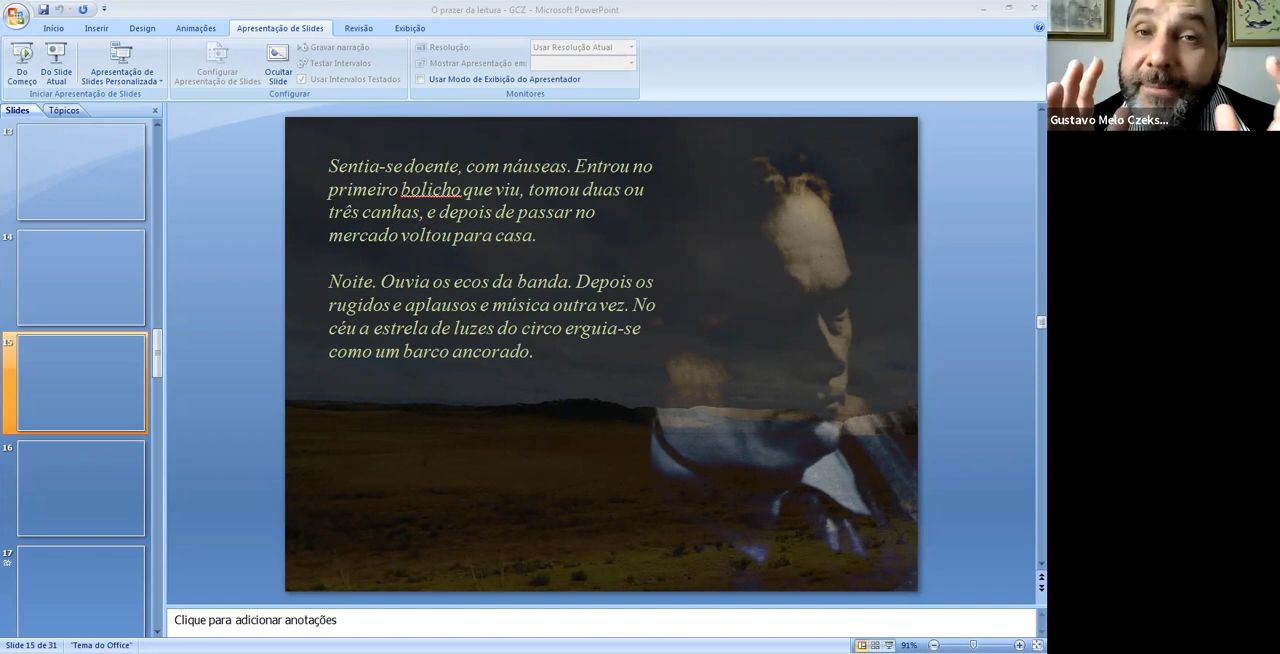 O prazer da leitura - GCZ - Microsoft PowerPoint
Início Inserir Design Animações Apresentação de Slides Revisão Exibição
Do Começo
Do Slide Atual
Apresentação de Slides Personalizada
Iniciar Apresentação de Slides
Configurar Apresentação de Slides
Ocultar Slide
Gravar narração
Testar Intervalos
Usar Intervalos Testados
Configurar
Resolução: Usar Resolução Atual
Mostrar Apresentação em:
Usar Modo de Exibição do Apresentador
Monitores
Gustavo Melo Czeks...
Slides Tópicos
13
14
15
16
17
Sentia-se doente, com náuseas. Entrou no
primeiro bolicho que viu, tomou duas ou
três canhas, e depois de passar no
mercado voltou para casa.
Noite. Ouvia os ecos da banda. Depois os
rugidos e aplausos e música outra vez. No
céu a estrela de luzes do circo erguia-se
como um barco ancorado.
Clique para adicionar anotações
Slide 15 de 31 "Tema do Office" 91%